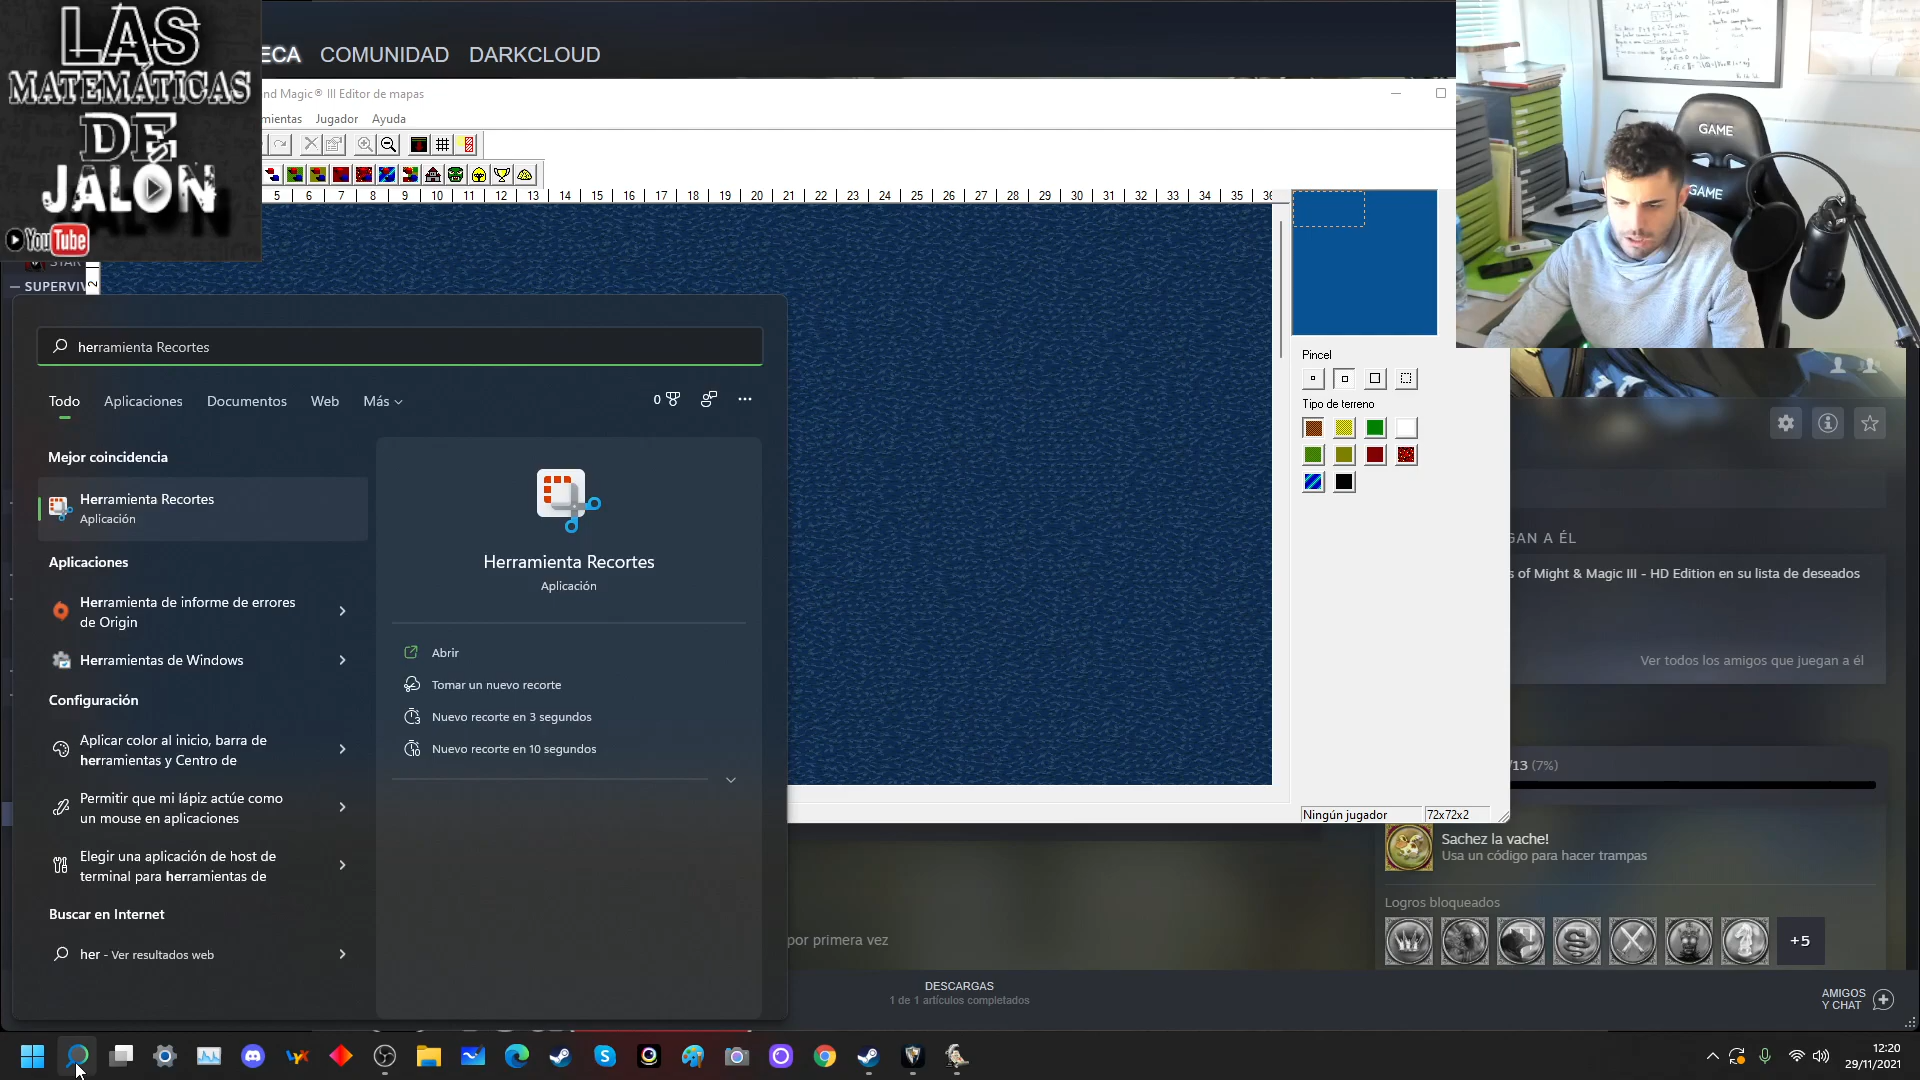 LAS
MATEMÁTICAS
DE
JALÓN
YouTube
ECA COMUNIDAD DARKCLOUD
nd Magic® III Editor de mapas
mientas Jugador Ayuda
5 6 7 8 9 10 11 12 13 14 15 16 17 18 19 20 21 22 23 24 25 26 27 28 29 30 31 32 33 34 35 36
2
STAR
SUPERVIV
GAME
GAME
herramienta Recortes
Todo Aplicaciones Documentos Web Más
0
Mejor coincidencia
Herramienta Recortes
Aplicación
Aplicaciones
Herramienta de informe de errores
de Origin
Herramientas de Windows
Configuración
Aplicar color al inicio, barra de
herramientas y Centro de
Permitir que mi lápiz actúe como
un mouse en aplicaciones
Elegir una aplicación de host de
terminal para herramientas de
Buscar en Internet
her - Ver resultados web
Herramienta Recortes
Aplicación
Abrir
Tomar un nuevo recorte
3
Nuevo recorte en 3 segundos
10
Nuevo recorte en 10 segundos
Pincel
Tipo de terreno
Ningún jugador 72x72x2
GAN A ÉL
s of Might & Magic III - HD Edition en su lista de deseados
Ver todos los amigos que juegan a él
/13 (7%)
Sachez la vache!
Usa un código para hacer trampas
Logros bloqueados
+5
por primera vez
DESCARGAS
1 de 1 artículos completados
AMIGOS
Y CHAT
12:20
29/11/2021